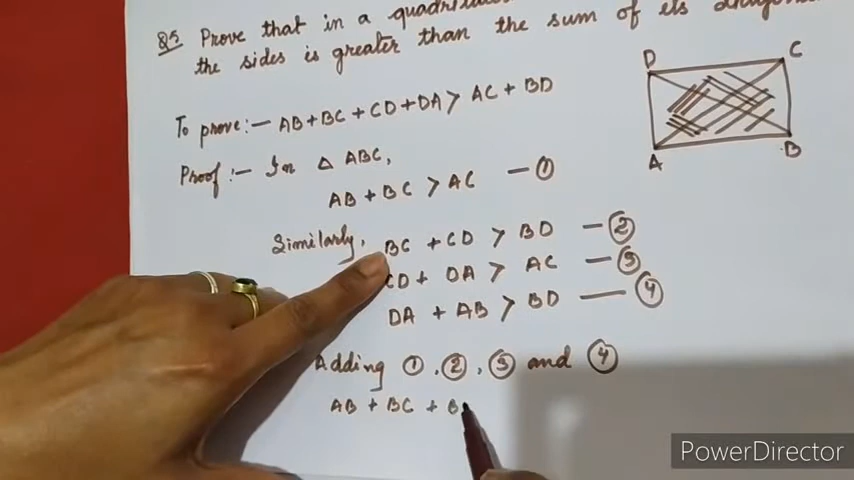 Q5 Prove that in a
the sides is greater than the sum of its
To prove:- AB+BC+CD+DA > AC+BD
D
C
A
B
Proof:- In △ ABC,
AB+BC > AC — ①
Similarly, BC + CD > BD — ②
CD + DA > AC — ③
DA + AB > BD — ④
Adding ①, ②, ③ and ④
AB + BC + B
PowerDirector